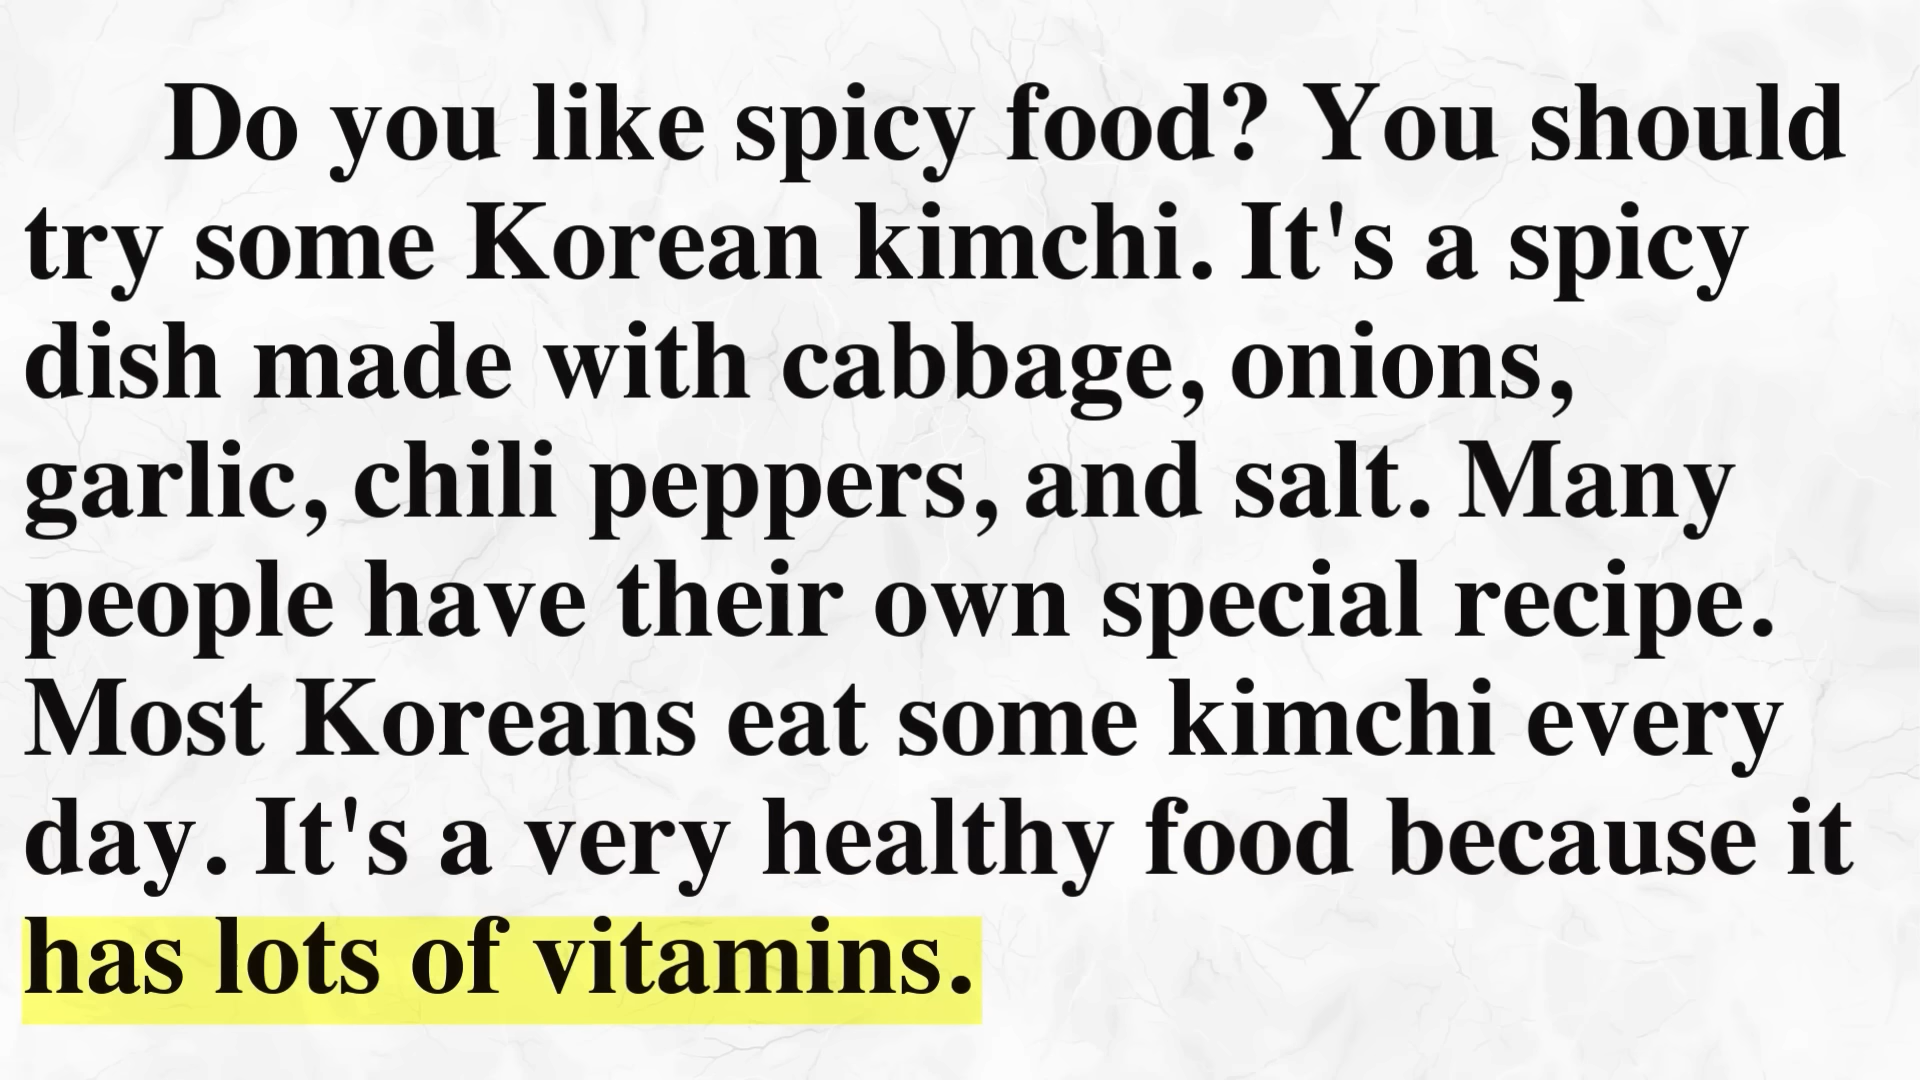 Do you like spicy food? You should
try some Korean kimchi. It's a spicy
dish made with cabbage, onions,
garlic, chili peppers, and salt. Many
people have their own special recipe.
Most Koreans eat some kimchi every
day. It's a very healthy food because it
has lots of vitamins.